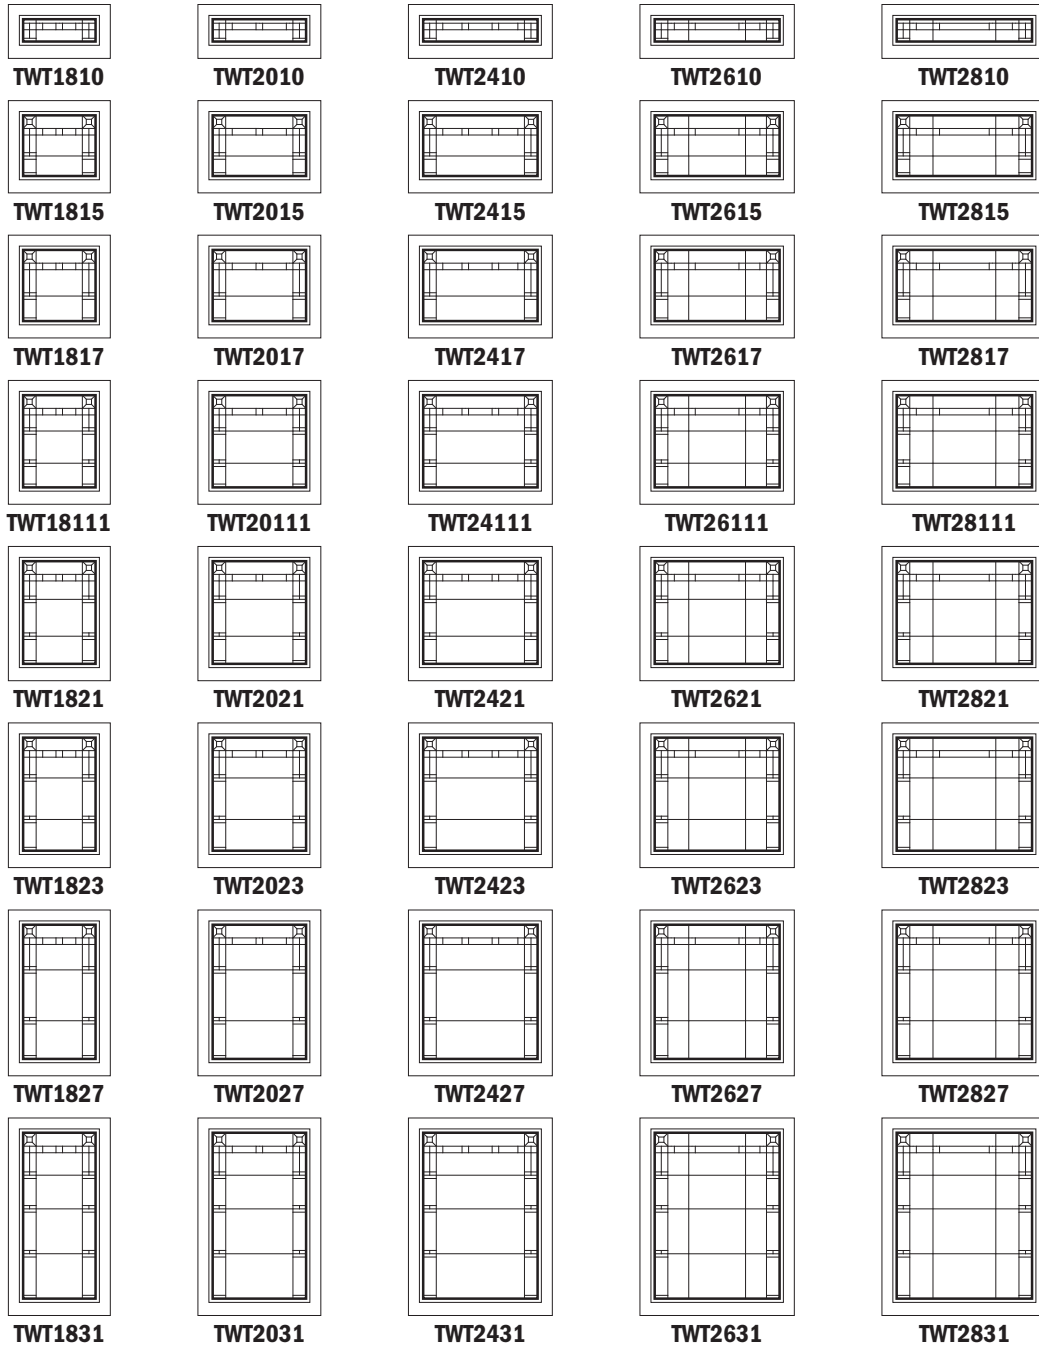 TWT1810 TWT2010 TWT2410 TWT2610 TWT2810
TWT1815 TWT2015 TWT2415 TWT2615 TWT2815
TWT1817 TWT2017 TWT2417 TWT2617 TWT2817
TWT18111 TWT20111 TWT24111 TWT26111 TWT28111
TWT1821 TWT2021 TWT2421 TWT2621 TWT2821
TWT1823 TWT2023 TWT2423 TWT2623 TWT2823
TWT1827 TWT2027 TWT2427 TWT2627 TWT2827
TWT1831 TWT2031 TWT2431 TWT2631 TWT2831